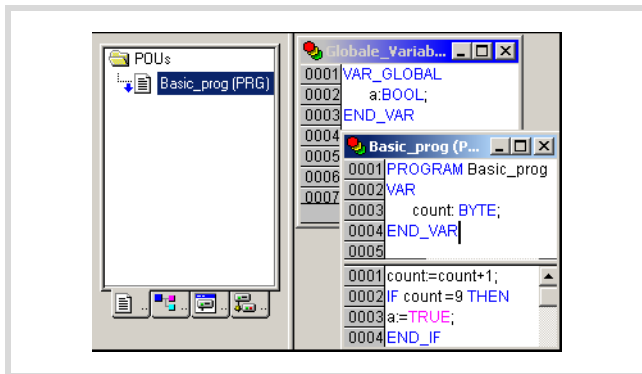 POUs
Basic_prog (PRG)
Globale_Variab...
0001 VAR_GLOBAL
0002 a:BOOL;
0003 END_VAR
0004
0005
0006
0007
Basic_prog (P...
0001 PROGRAM Basic_prog
0002 VAR
0003 count: BYTE;
0004 END_VAR
0005
0001 count:=count+1;
0002 IF count=9 THEN
0003 a:=TRUE;
0004 END_IF